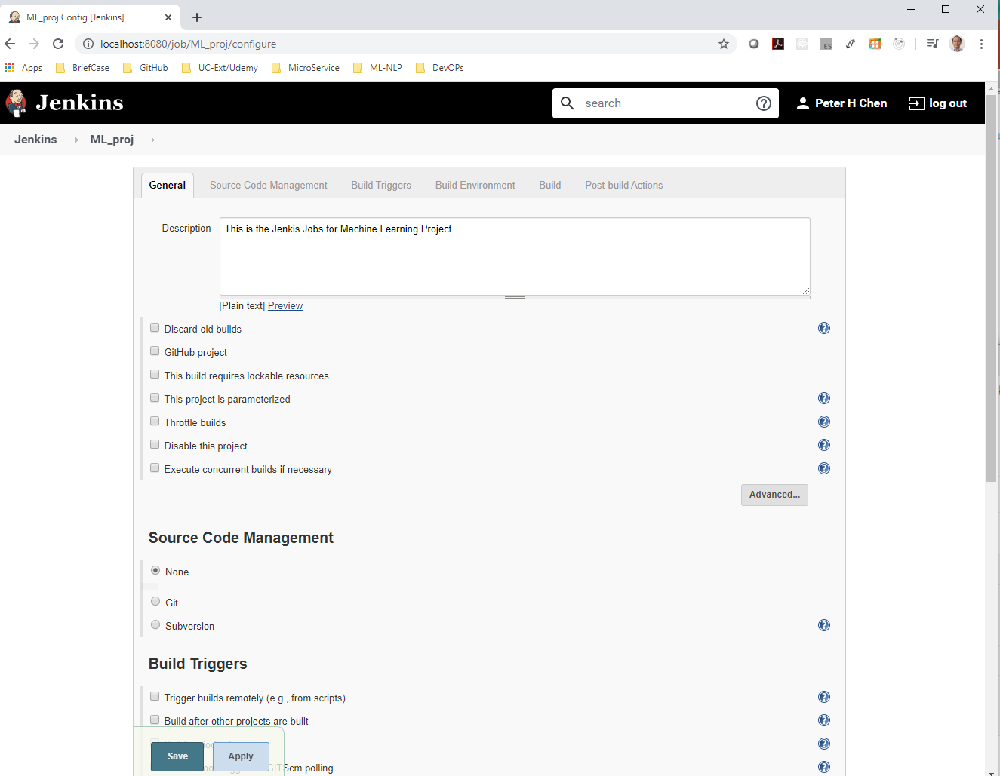 ML_proj Config [Jenkins]
localhost:8080/job/ML_proj/configure
ES
Apps BriefCase GitHub UC-Ext/Udemy MicroService ML-NLP DevOPs
Jenkins search Peter H Chen log out
Jenkins ML_proj
General Source Code Management Build Triggers Build Environment Build Post-build Actions
Description This is the Jenkis Jobs for Machine Learning Project.
[Plain text] Preview
Discard old builds
GitHub project
This build requires lockable resources
This project is parameterized
Throttle builds
Disable this project
Execute concurrent builds if necessary
Advanced...
Source Code Management
None
Git
Subversion
Build Triggers
Trigger builds remotely (e.g., from scripts)
Build after other projects are built
Save Apply
GITScm polling